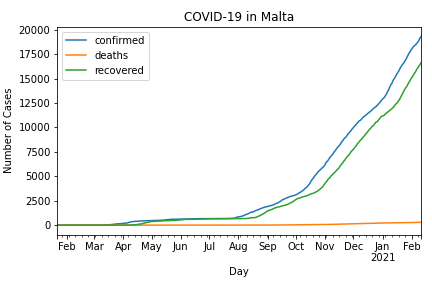 COVID-19 in Malta
confirmed
deaths
recovered
Number of Cases
20000
17500
15000
12500
10000
7500
5000
2500
0
Feb Mar Apr May Jun Jul Aug Sep Oct Nov Dec Jan Feb
2021
Day